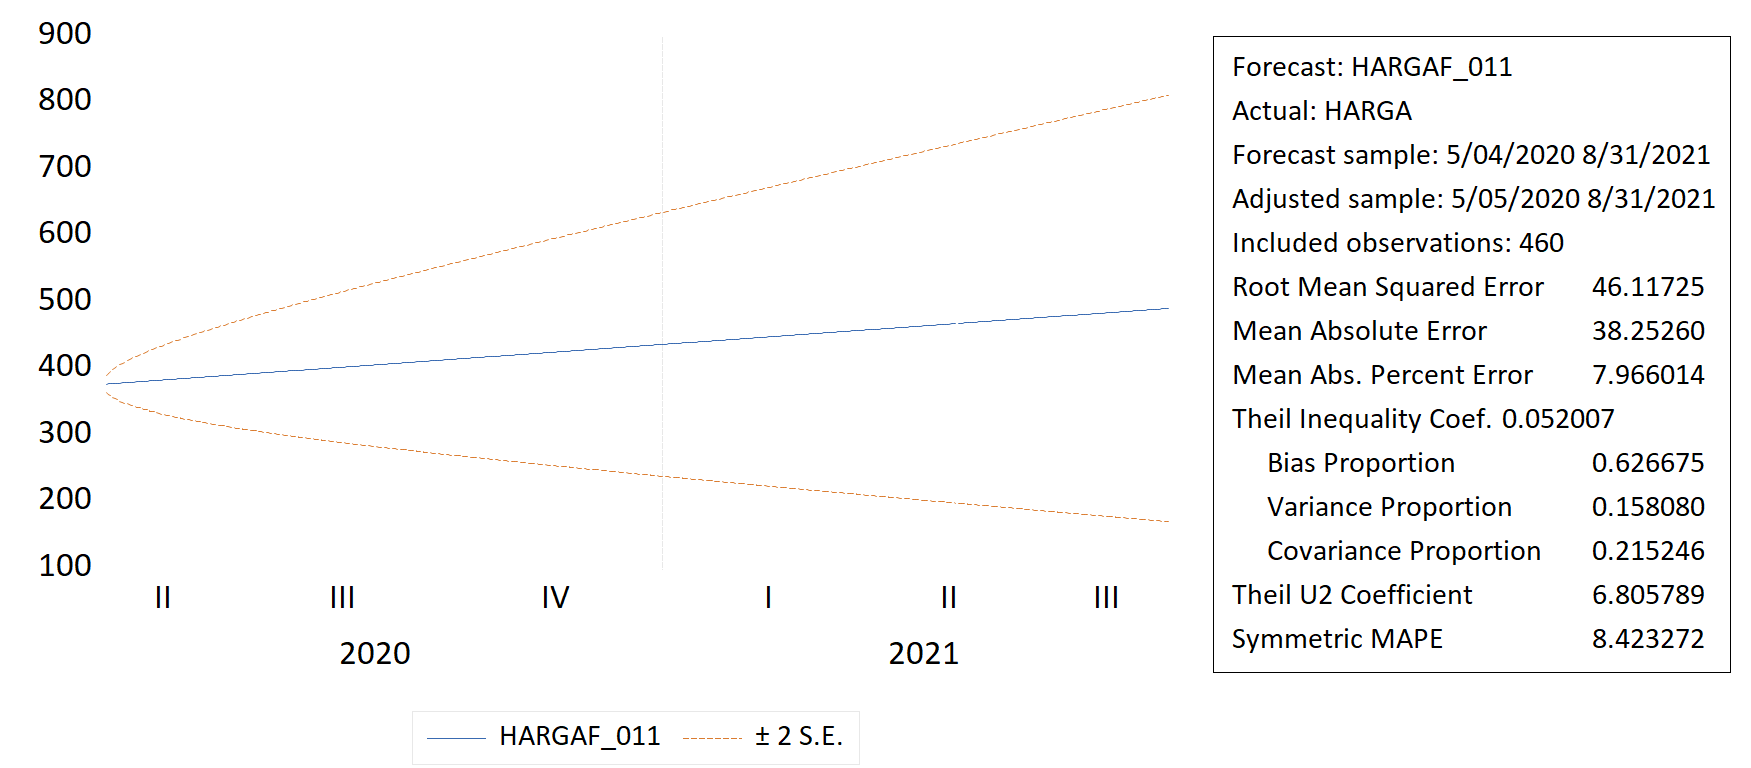 900
800
700
600
500
400
300
200
100
II III IV I II III
2020 2021
HARGAF_011 ± 2 S.E.
Forecast: HARGAF_011
Actual: HARGA
Forecast sample: 5/04/2020 8/31/2021
Adjusted sample: 5/05/2020 8/31/2021
Included observations: 460
Root Mean Squared Error 46.11725
Mean Absolute Error 38.25260
Mean Abs. Percent Error 7.966014
Theil Inequality Coef. 0.052007
Bias Proportion 0.626675
Variance Proportion 0.158080
Covariance Proportion 0.215246
Theil U2 Coefficient 6.805789
Symmetric MAPE 8.423272